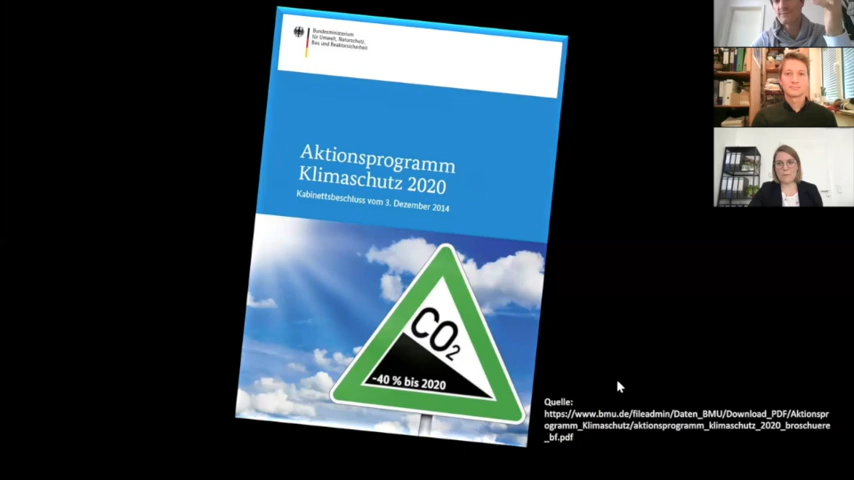 Bundesministerium
für Umwelt, Naturschutz,
Bau und Reaktorsicherheit
Aktionsprogramm
Klimaschutz 2020
Kabinettsbeschluss vom 3. Dezember 2014
CO₂
-40 % bis 2020
Quelle:
https://www.bmu.de/fileadmin/Daten_BMU/Download_PDF/Aktionspr
ogramm_Klimaschutz/aktionsprogramm_klimaschutz_2020_broschuere
_bf.pdf